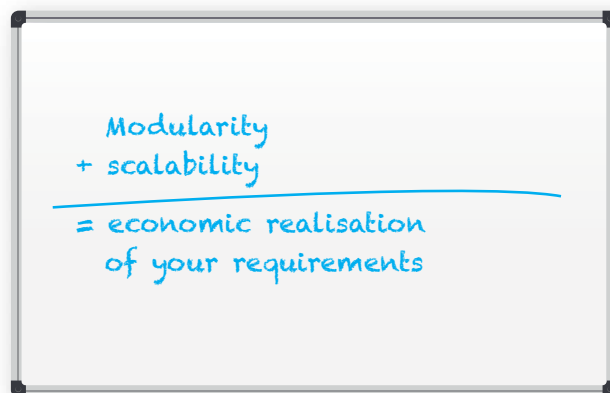 Modularity
+ scalability
= economic realisation
of your requirements